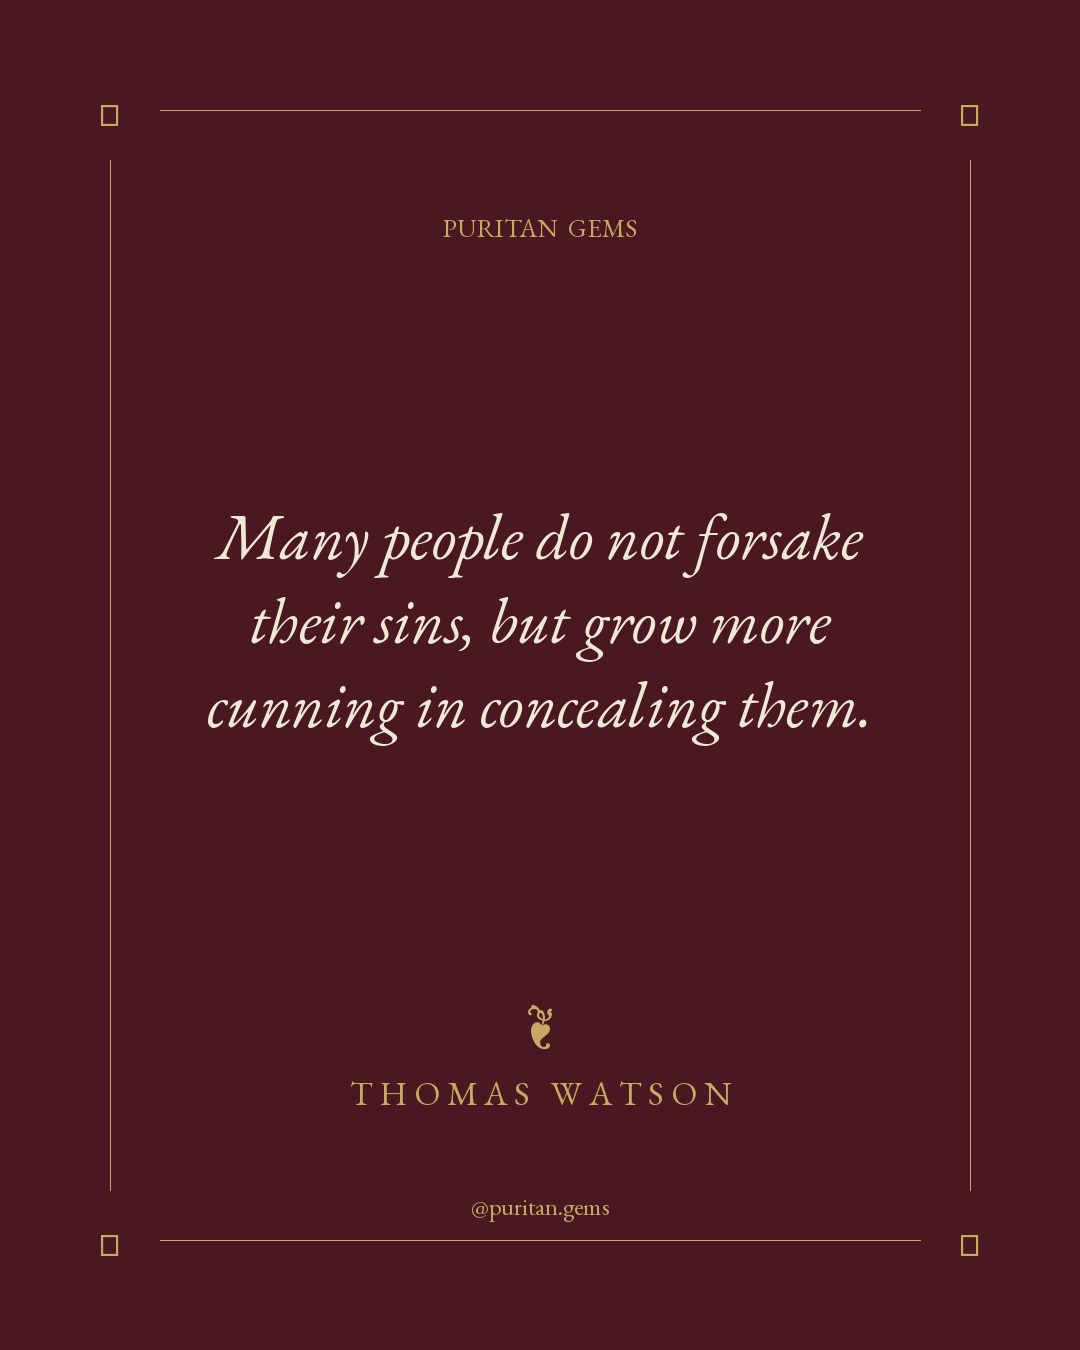 PURITAN GEMS
Many people do not forsake
their sins, but grow more
cunning in concealing them.
❦
THOMAS WATSON
@puritan.gems